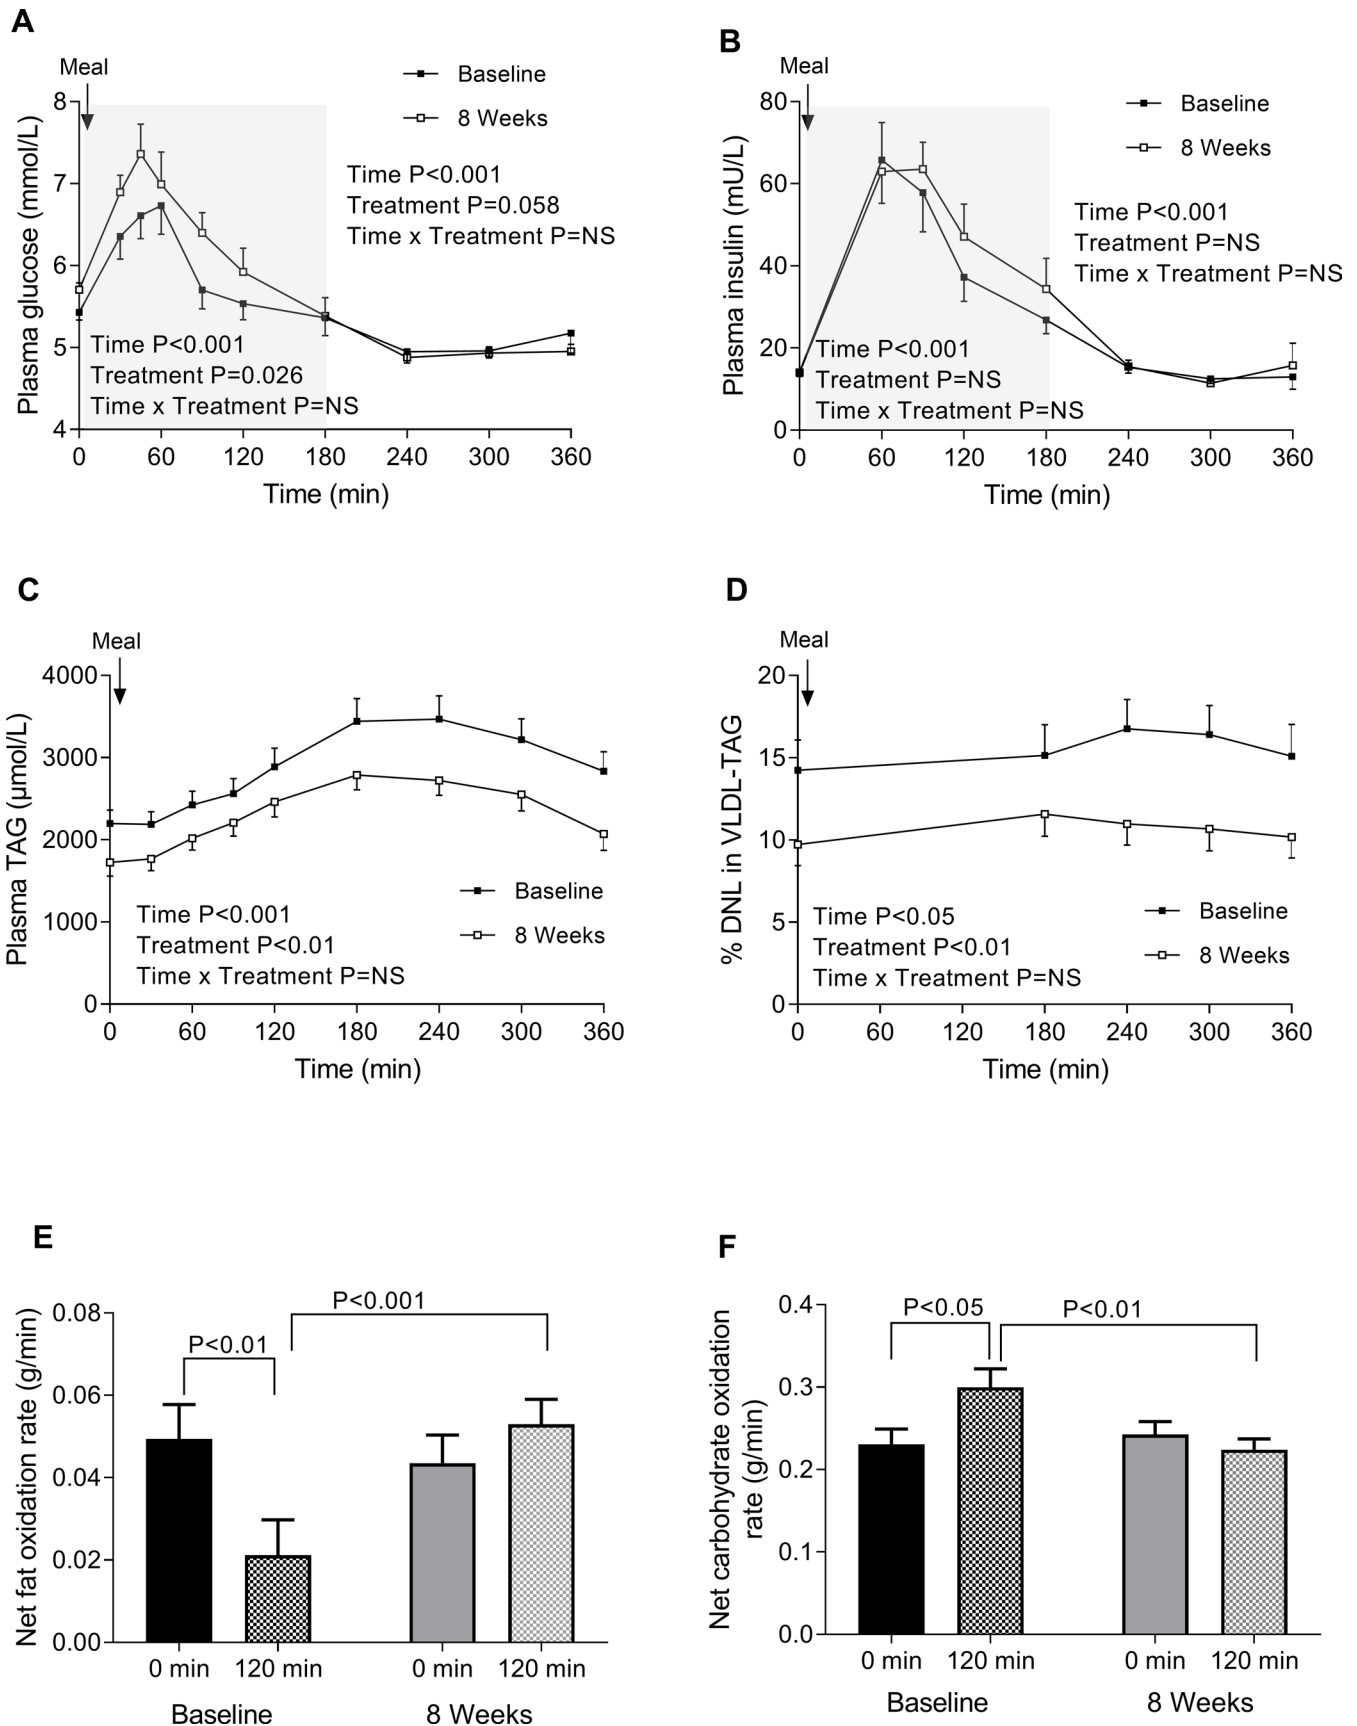 A
Meal
Baseline
8 Weeks
Plasma glucose (mmol/L)
8
7
6
5
4
Time P<0.001
Treatment P=0.058
Time x Treatment P=NS
Time P<0.001
Treatment P=0.026
Time x Treatment P=NS
0 60 120 180 240 300 360
Time (min)
B
Meal
Baseline
8 Weeks
Plasma insulin (mU/L)
80
60
40
20
0
Time P<0.001
Treatment P=NS
Time x Treatment P=NS
Time P<0.001
Treatment P=NS
Time x Treatment P=NS
0 60 120 180 240 300 360
Time (min)
C
Meal
Plasma TAG (µmol/L)
4000
3000
2000
1000
0
Baseline
8 Weeks
Time P<0.001
Treatment P<0.01
Time x Treatment P=NS
0 60 120 180 240 300 360
Time (min)
D
Meal
% DNL in VLDL-TAG
20
15
10
5
0
Baseline
8 Weeks
Time P<0.05
Treatment P<0.01
Time x Treatment P=NS
0 60 120 180 240 300 360
Time (min)
E
Net fat oxidation rate (g/min)
0.08
0.06
0.04
0.02
0.00
P<0.01
P<0.001
0 min 120 min 0 min 120 min
Baseline 8 Weeks
F
Net carbohydrate oxidation
rate (g/min)
0.4
0.3
0.2
0.1
0.0
P<0.05
P<0.01
0 min 120 min 0 min 120 min
Baseline 8 Weeks